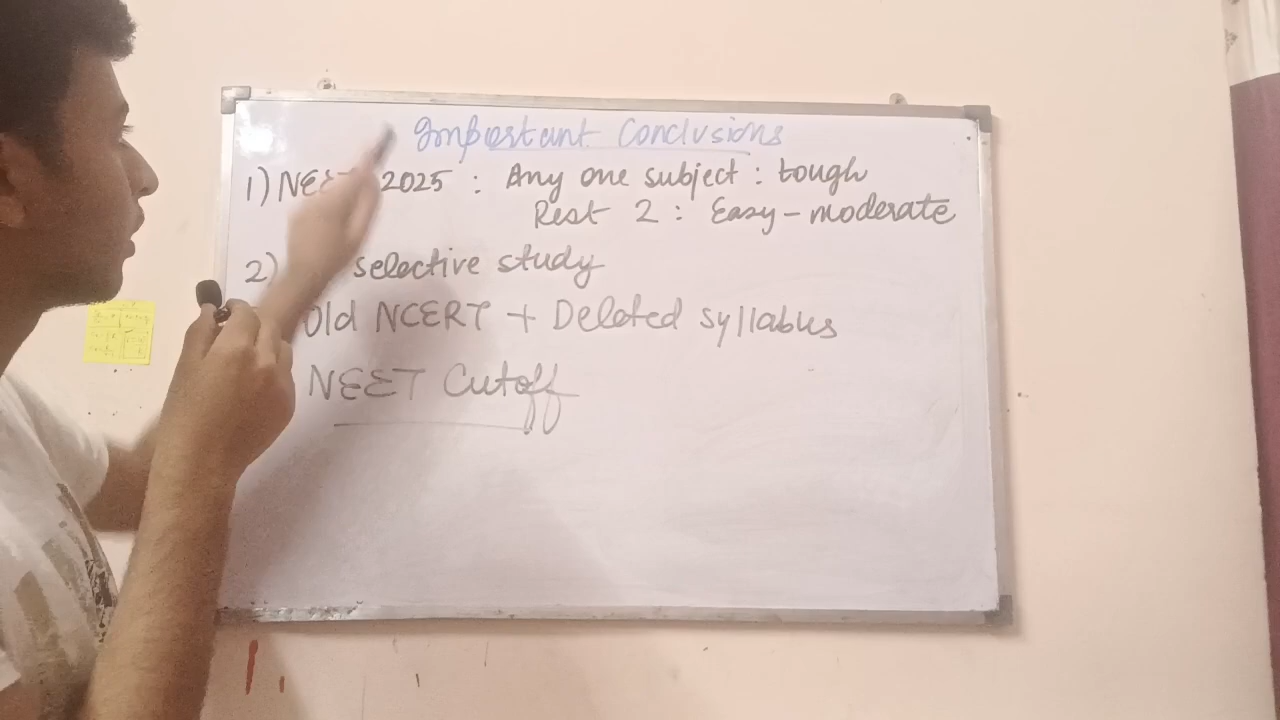 Important Conclusions
1) NEET 2025 : Any one subject : tough
Rest 2 : Easy - moderate
2) selective study
Old NCERT + Deleted syllabus
NEET Cutoff